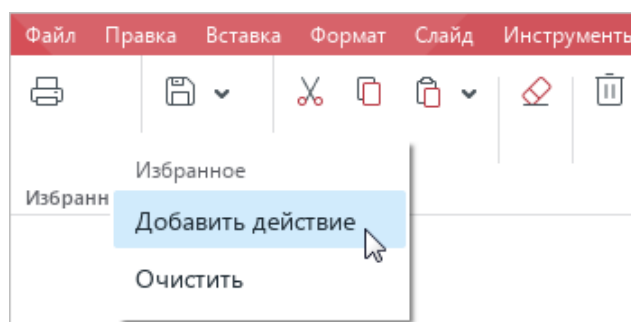 Файл Правка Вставка Формат Слайд Инструменты
Избранное
Избранн
Добавить действие
Очистить